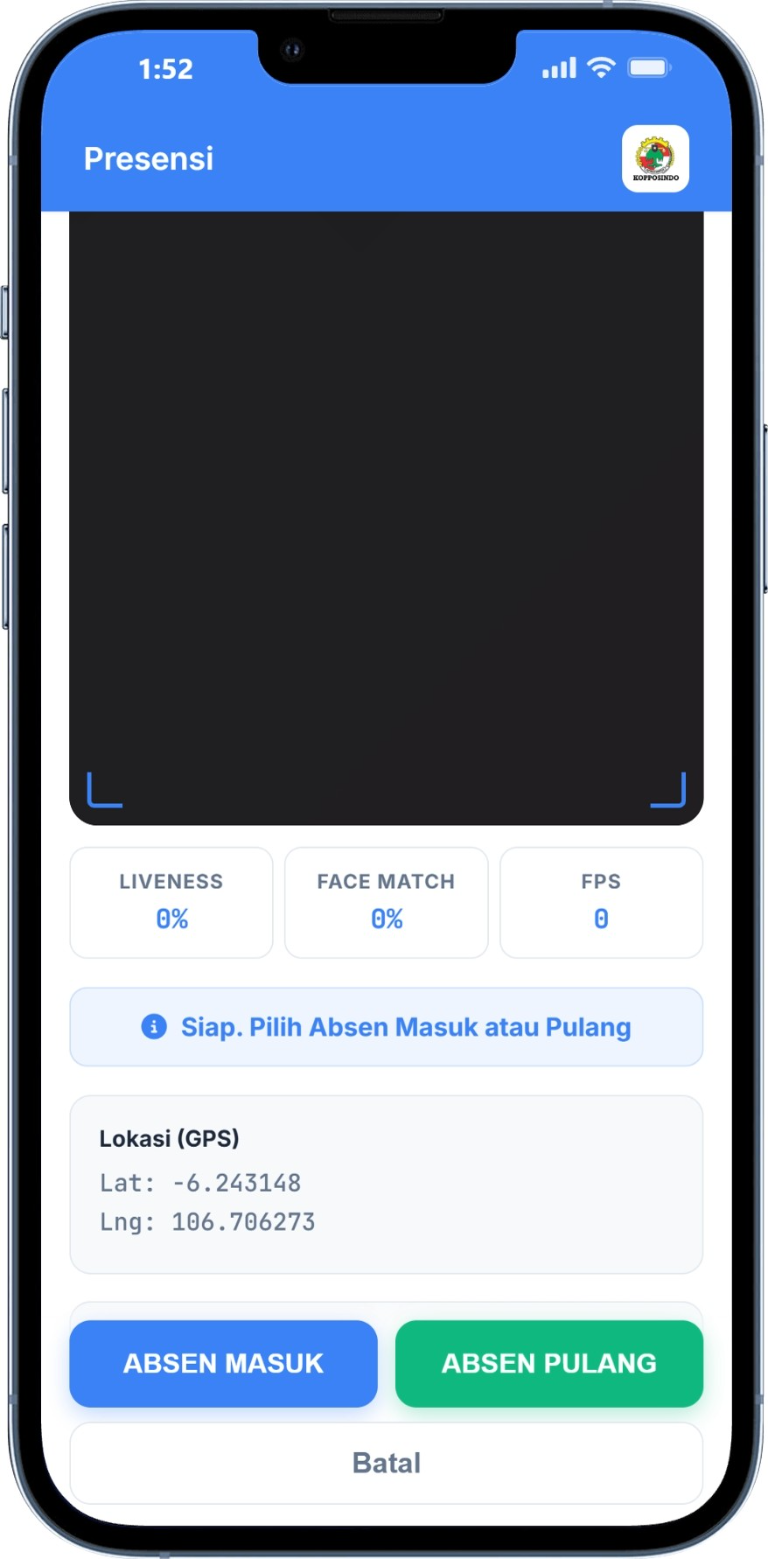 1:52
Presensi
KOPPOSINDO
LIVENESS
0%
FACE MATCH
0%
FPS
0
Siap. Pilih Absen Masuk atau Pulang
Lokasi (GPS)
Lat: -6.243148
Lng: 106.706273
ABSEN MASUK
ABSEN PULANG
Batal